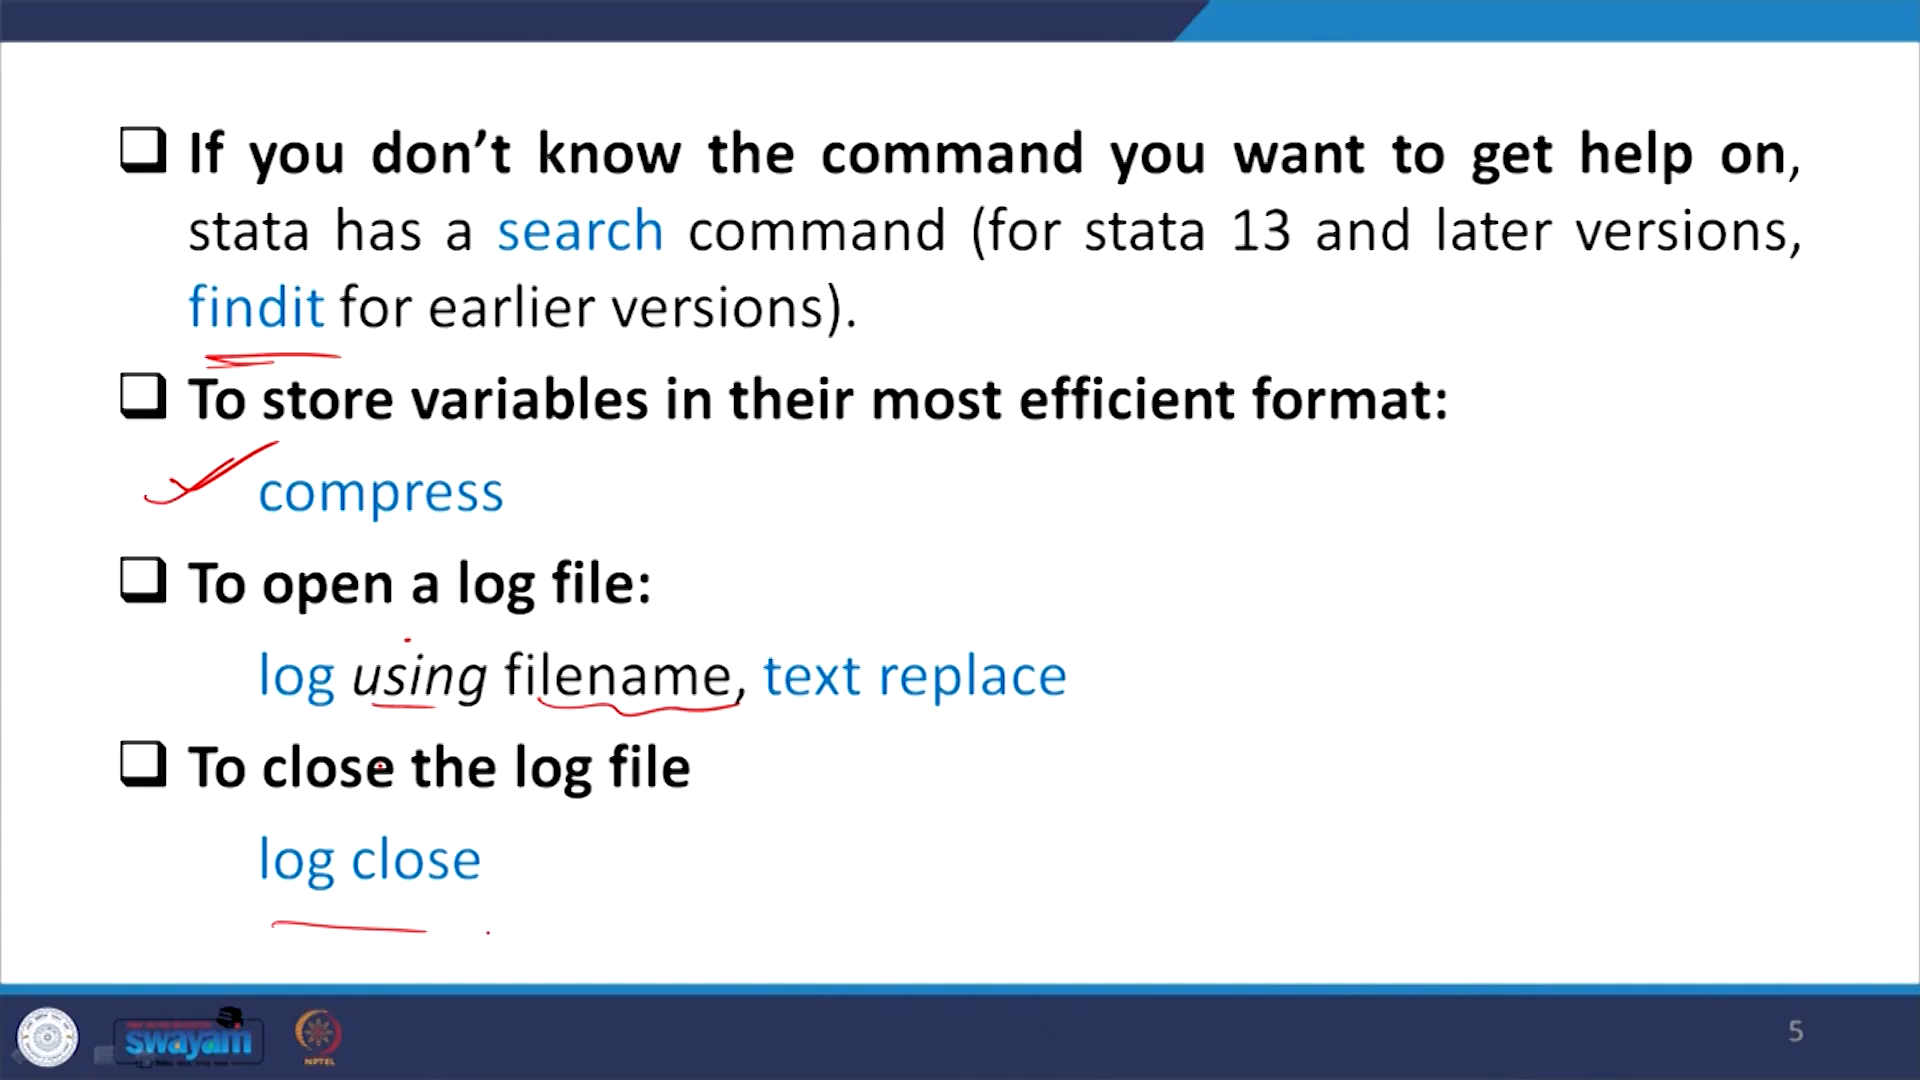 If you don’t know the command you want to get help on,
stata has a search command (for stata 13 and later versions,
findit for earlier versions).
To store variables in their most efficient format:
compress
To open a log file:
log using filename, text replace
To close the log file
log close
swayam
NPTEL
5